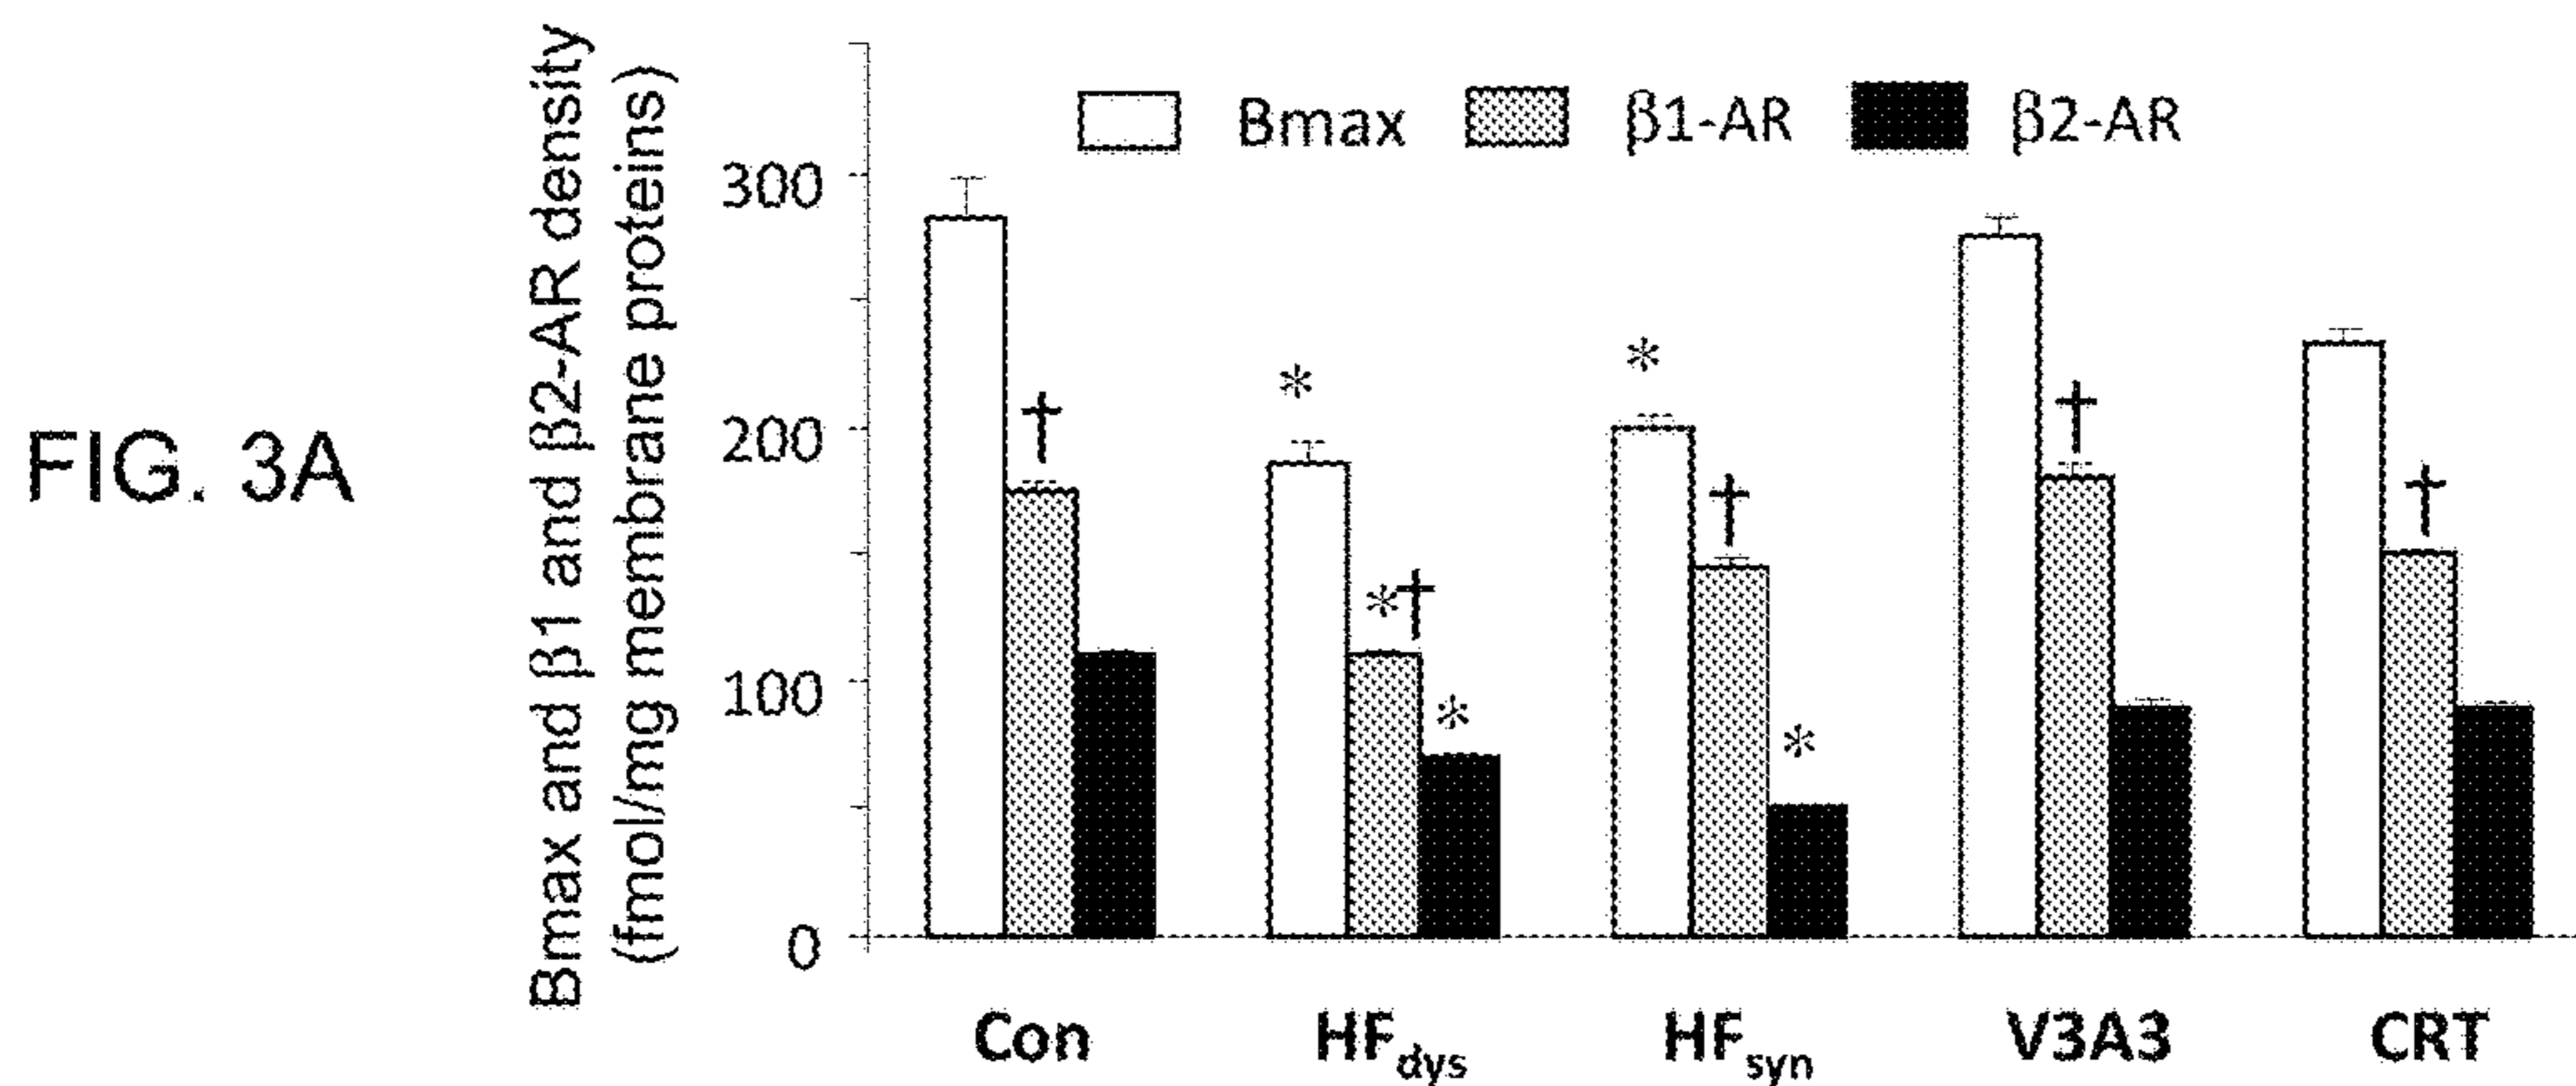 FIG. 3A
Bmax and β1 and β2-AR density
(fmol/mg membrane proteins)
Bmax β1-AR β2-AR
300
200
100
0
*
*
†
†
†
†
*†
*
*
Con HFdys HFsyn V3A3 CRT